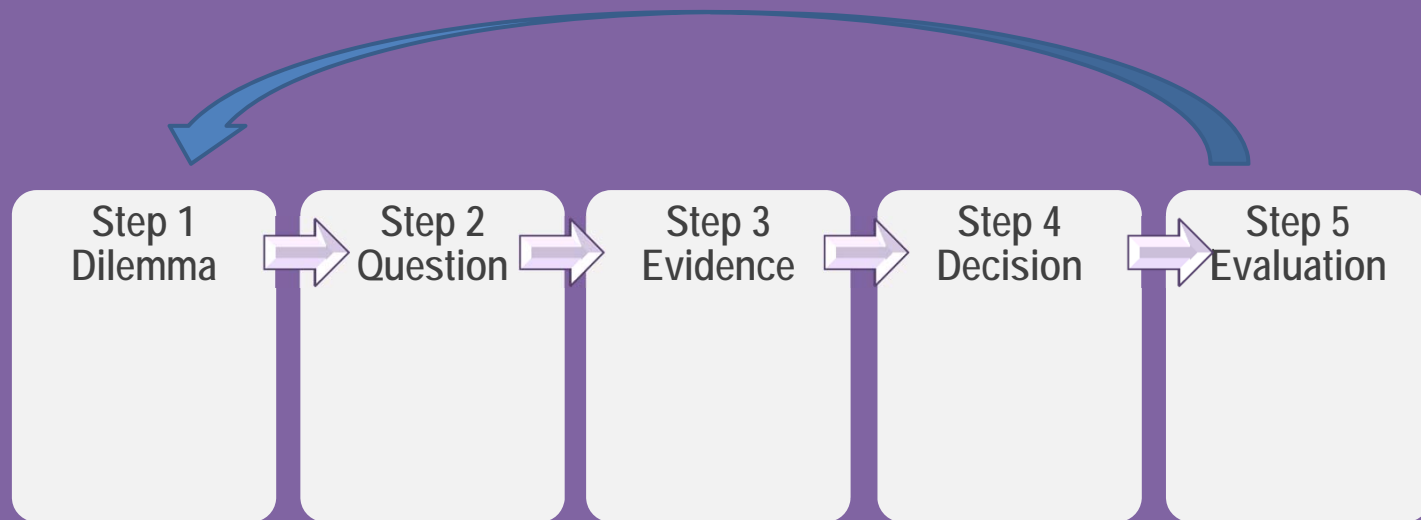 Step 1
Dilemma
Step 2
Question
Step 3
Evidence
Step 4
Decision
Step 5
Evaluation